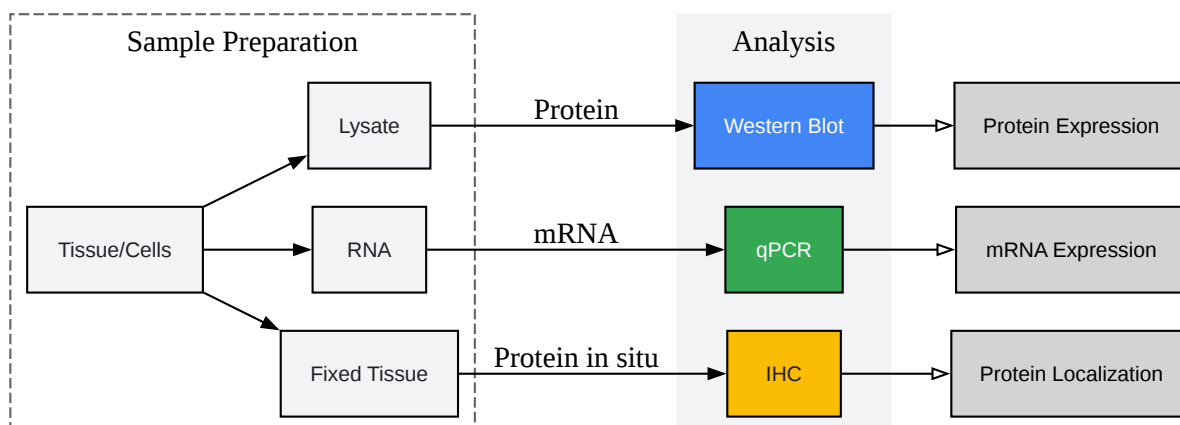 Sample Preparation
Analysis
Lysate
Protein
Western Blot
Protein Expression
Tissue/Cells
RNA
mRNA
qPCR
mRNA Expression
Fixed Tissue
Protein in situ
IHC
Protein Localization